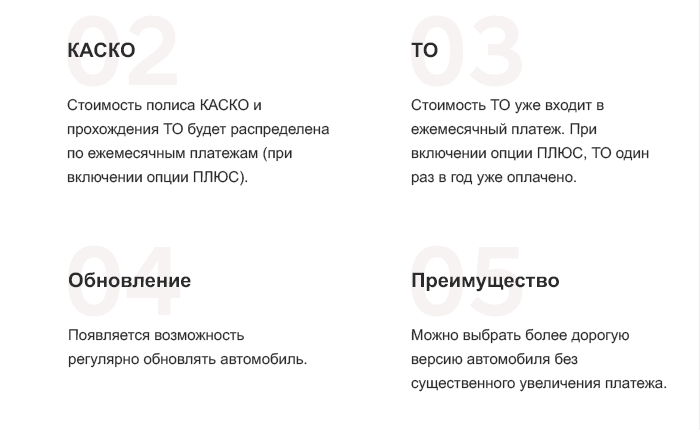 02
КАСКО
Стоимость полиса КАСКО и
прохождения ТО будет распределена
по ежемесячным платежам (при
включении опции ПЛЮС).
03
ТО
Стоимость ТО уже входит в
ежемесячный платеж. При
включении опции ПЛЮС, ТО один
раз в год уже оплачено.
04
Обновление
Появляется возможность
регулярно обновлять автомобиль.
05
Преимущество
Можно выбрать более дорогую
версию автомобиля без
существенного увеличения платежа.